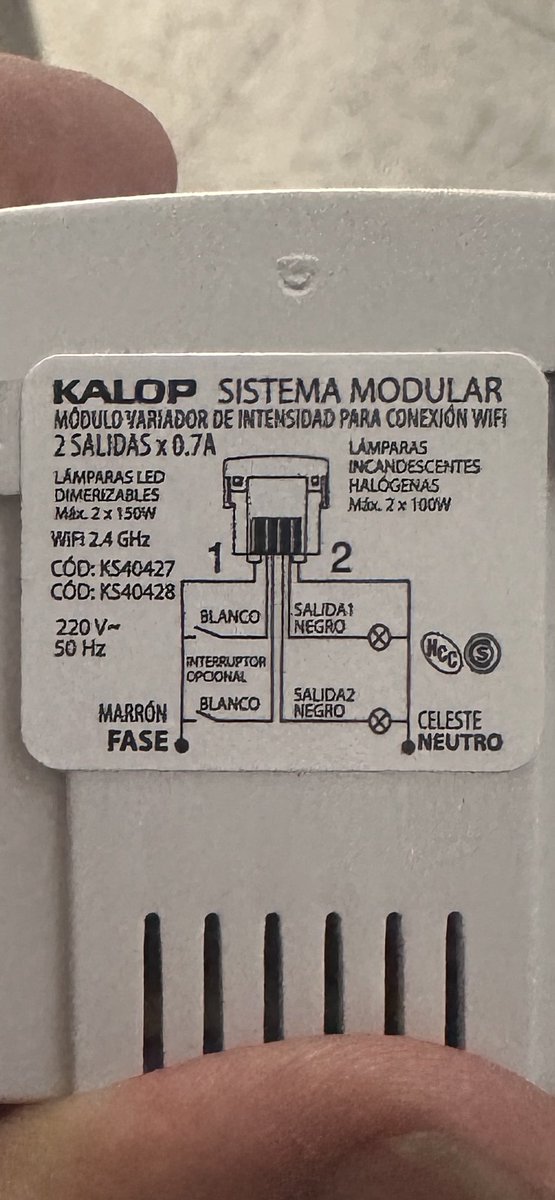 KALOP SISTEMA MODULAR
MÓDULO VARIADOR DE INTENSIDAD PARA CONEXIÓN WIFI
2 SALIDAS x 0.7A
LÁMPARAS LED
DIMERIZABLES
Máx. 2 x 150W
WiFi 2.4 GHz
CÓD: KS40427
CÓD: KS40428
220 V~
50 Hz
LÁMPARAS
INCANDESCENTES
HALÓGENAS
Máx. 2 x 100W
1
2
BLANCO
SALIDA1
NEGRO
INTERRUPTOR
OPCIONAL
BLANCO
SALIDA2
NEGRO
MARRÓN
FASE
CELESTE
NEUTRO
NCC
S